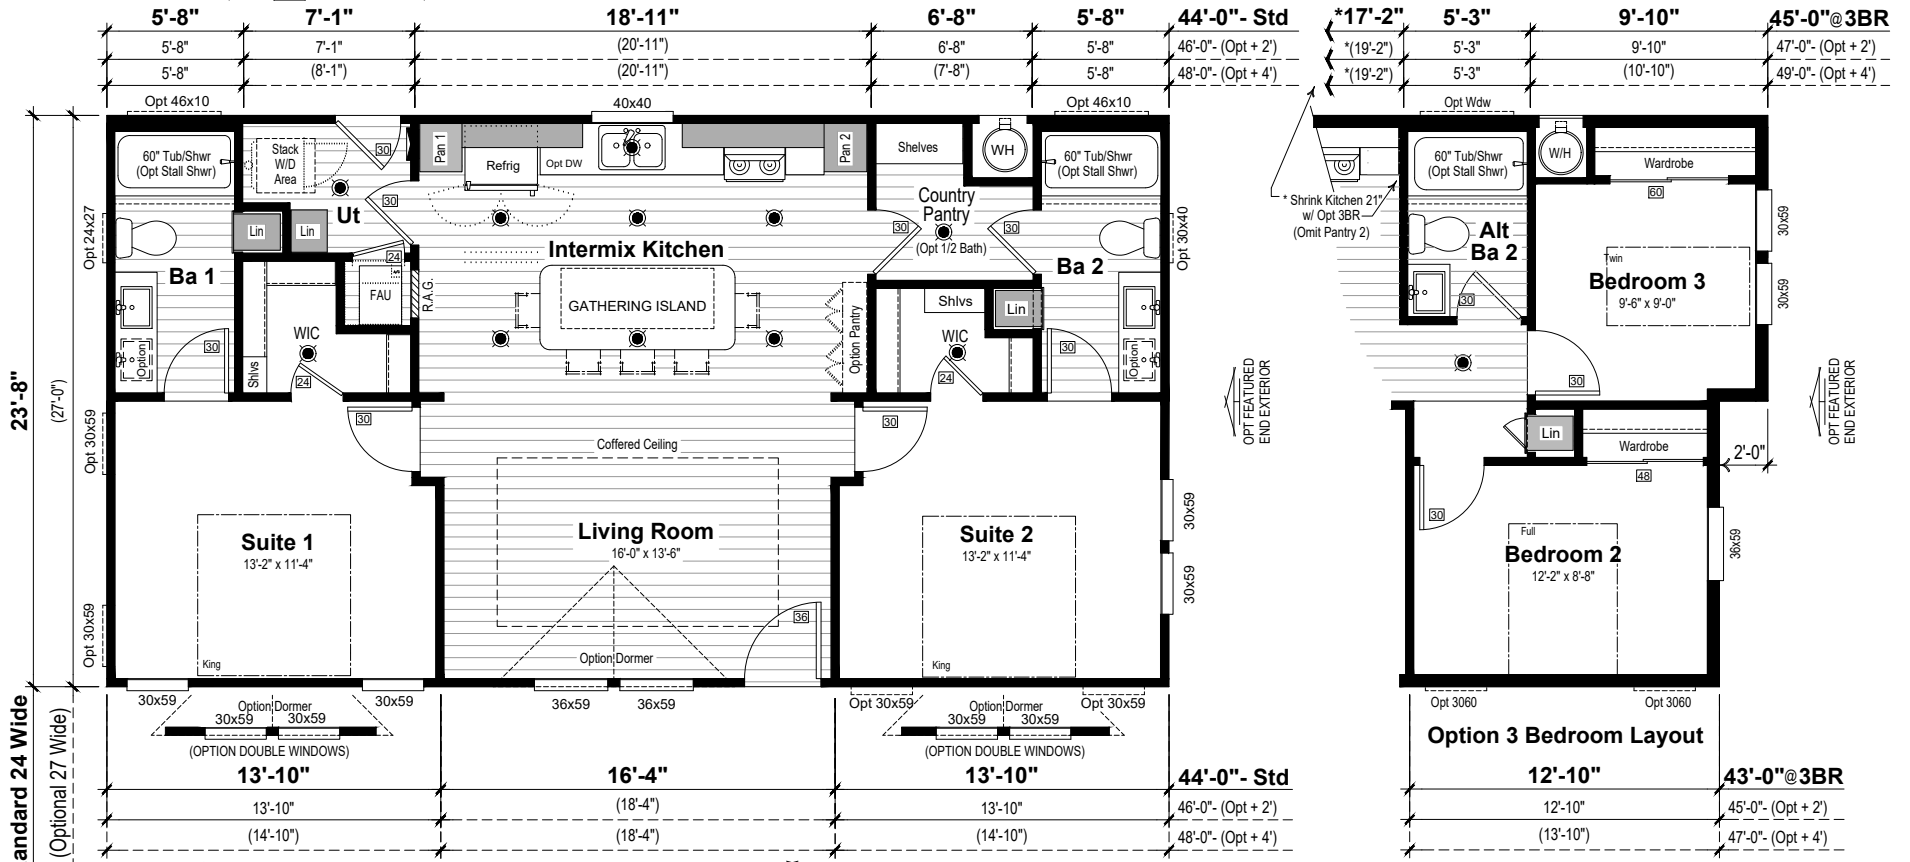 5'-8" 7'-1" 18'-11" 6'-8" 5'-8" 44'-0"- Std *17'-2" 5'-3" 9'-10" 45'-0"@3BR
5'-8" 7'-1" (20'-11") 6'-8" 5'-8" 46'-0"- (Opt + 2') *(19'-2") 5'-3" 9'-10" 47'-0"- (Opt + 2')
5'-8" (8'-1") (20'-11") (7'-8") 5'-8" 48'-0"- (Opt + 4') *(19'-2") 5'-3" (10'-10") 49'-0"- (Opt + 4')
Opt 46x10
40x40
Opt 46x10
60" Tub/Shwr
(Opt Stall Shwr)
Stack
W/D
Area
30
Pan 1
Refrig
Opt DW
Pan 2
Shelves
WH
60" Tub/Shwr
(Opt Stall Shwr)
30
Ut
Lin
Lin
Opt 24x27
Ba 1
24
FAU
R.A.G.
Intermix Kitchen
GATHERING ISLAND
Option Pantry
Country
Pantry
(Opt 1/2 Bath)
30
30
Ba 2
Opt 30x40
Shlvs
Lin
WIC
24
Shlvs
30
Option
WIC
24
30
Option
23'-8"
(27'-0")
Opt 30x59
Opt 30x59
30
Coffered Ceiling
30
Suite 1
13'-2" x 11'-4"
King
Living Room
16'-0" x 13'-6"
Option Dormer
36
Suite 2
13'-2" x 11'-4"
King
30x59
30x59
OPT FEATURED
END EXTERIOR
30x59
30x59
Option Dormer
30x59 30x59
(OPTION DOUBLE WINDOWS)
36x59
36x59
Opt 30x59
Opt 30x59
Option Dormer
30x59 30x59
(OPTION DOUBLE WINDOWS)
andard 24 Wide
(Optional 27 Wide)
13'-10" 16'-4" 13'-10" 44'-0"- Std
13'-10" (18'-4") 13'-10" 46'-0"- (Opt + 2')
(14'-10") (18'-4") (14'-10") 48'-0"- (Opt + 4')
Opt Wdw
60" Tub/Shwr
(Opt Stall Shwr)
W/H
Wardrobe
60
* Shrink Kitchen 21"
w/ Opt 3BR
(Omit Pantry 2)
Alt
Ba 2
30
Twin
Bedroom 3
9'-6" x 9'-0"
30x59
30x59
30
Lin
Wardrobe
48
2'-0"
OPT FEATURED
END EXTERIOR
30
Full
Bedroom 2
12'-2" x 8'-8"
36x59
Opt 3060
Opt 3060
Option 3 Bedroom Layout
12'-10" 43'-0"@3BR
12'-10" 45'-0"- (Opt + 2')
(13'-10") 47'-0"- (Opt + 4')